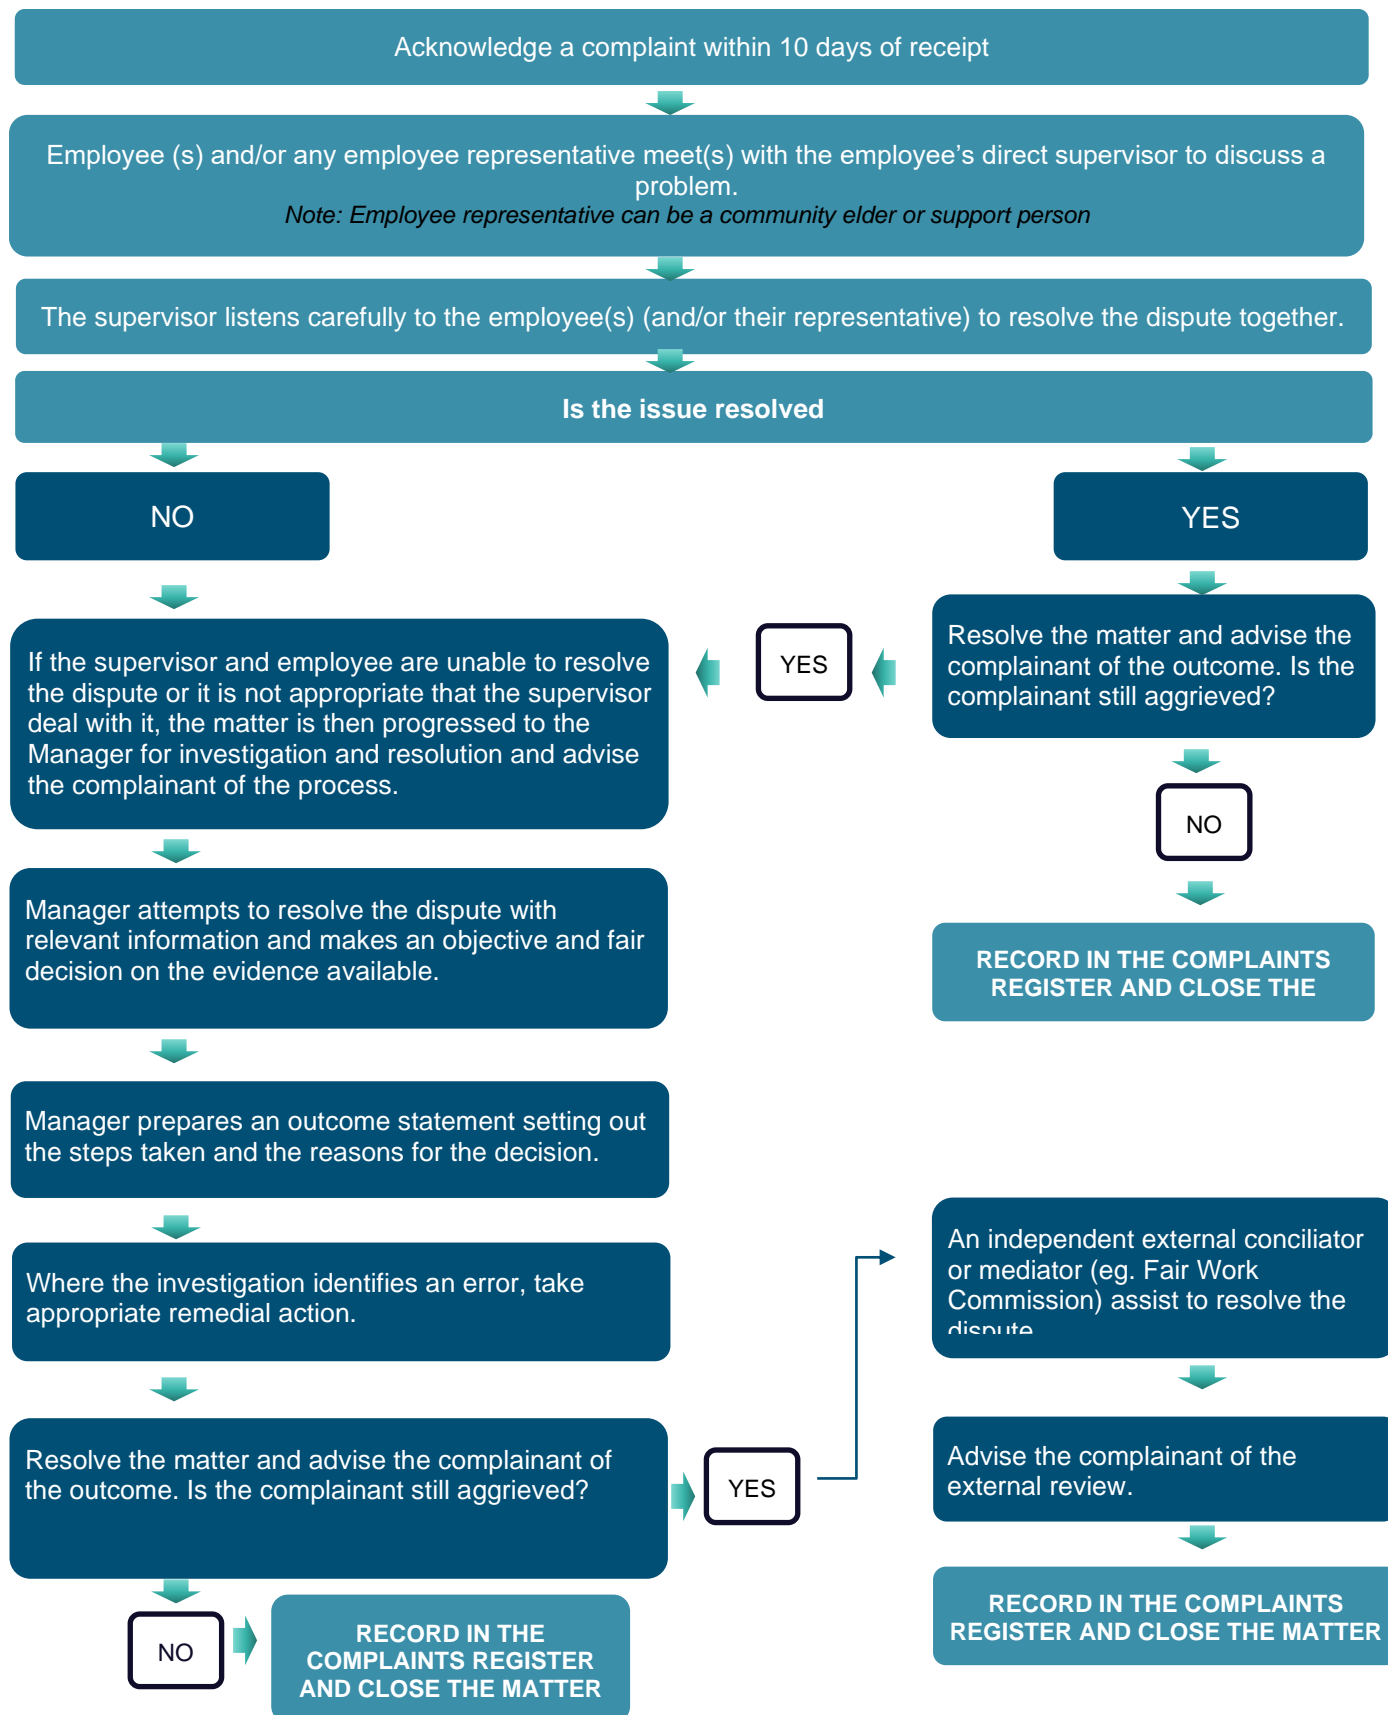 Acknowledge a complaint within 10 days of receipt
Employee (s) and/or any employee representative meet(s) with the employee's direct supervisor to discuss a
problem.
Note: Employee representative can be a community elder or support person
The supervisor listens carefully to the employee(s) (and/or their representative) to resolve the dispute together.
Is the issue resolved
NO
YES
If the supervisor and employee are unable to resolve
the dispute or it is not appropriate that the supervisor
deal with it, the matter is then progressed to the
Manager for investigation and resolution and advise
the complainant of the process.
YES
Resolve the matter and advise the
complainant of the outcome. Is the
complainant still aggrieved?
NO
RECORD IN THE COMPLAINTS
REGISTER AND CLOSE THE
Manager attempts to resolve the dispute with
relevant information and makes an objective and fair
decision on the evidence available.
Manager prepares an outcome statement setting out
the steps taken and the reasons for the decision.
Where the investigation identifies an error, take
appropriate remedial action.
Resolve the matter and advise the complainant of
the outcome. Is the complainant still aggrieved?
YES
NO
RECORD IN THE
COMPLAINTS REGISTER
AND CLOSE THE MATTER
An independent external conciliator
or mediator (eg. Fair Work
Commission) assist to resolve the
dispute
Advise the complainant of the
external review.
RECORD IN THE COMPLAINTS
REGISTER AND CLOSE THE MATTER